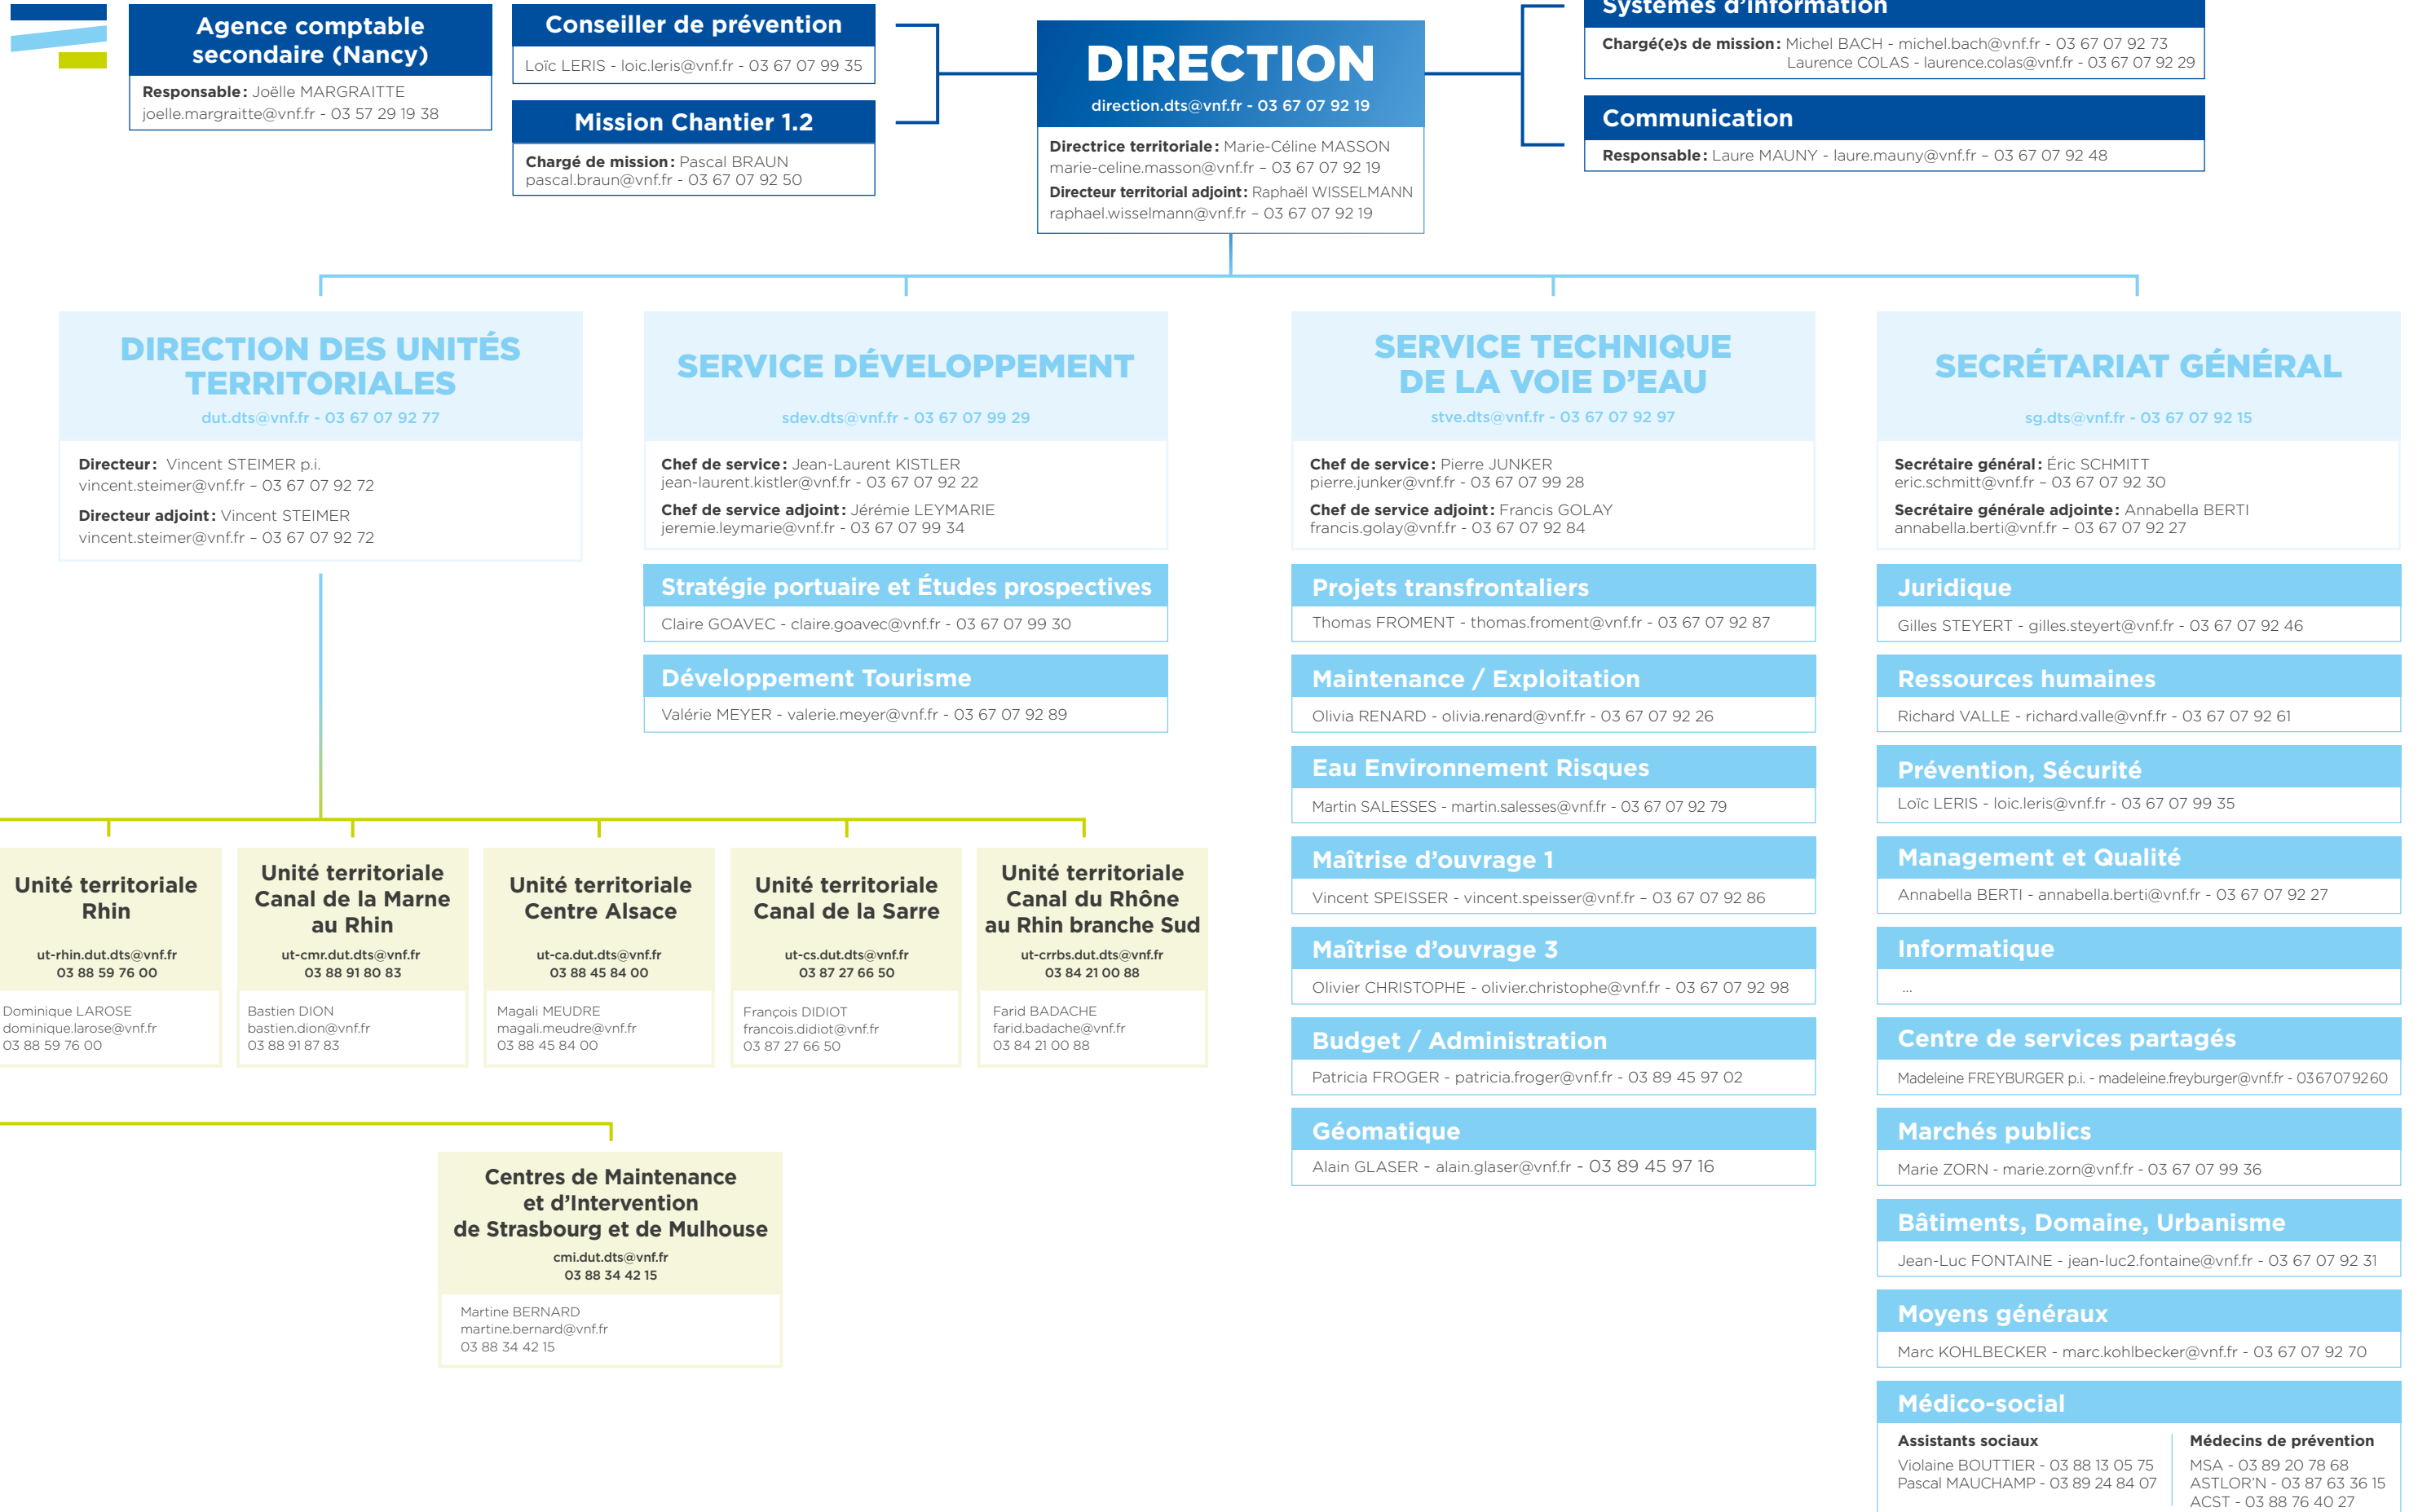 Agence comptable
secondaire (Nancy)
Responsable : Joëlle MARGRAITTE
joelle.margraitte@vnf.fr - 03 57 29 19 38
Conseiller de prévention
Loïc LERIS - loic.leris@vnf.fr - 03 67 07 99 35
Mission Chantier 1.2
Chargé de mission : Pascal BRAUN
pascal.braun@vnf.fr - 03 67 07 92 50
DIRECTION
direction.dts@vnf.fr - 03 67 07 92 19
Directrice territoriale : Marie-Céline MASSON
marie-celine.masson@vnf.fr – 03 67 07 92 19
Directeur territorial adjoint : Raphaël WISSELMANN
raphael.wisselmann@vnf.fr – 03 67 07 92 19
Systèmes d'information
Chargé(e)s de mission : Michel BACH - michel.bach@vnf.fr - 03 67 07 92 73
Laurence COLAS - laurence.colas@vnf.fr - 03 67 07 92 29
Communication
Responsable : Laure MAUNY - laure.mauny@vnf.fr – 03 67 07 92 48
DIRECTION DES UNITÉS
TERRITORIALES
dut.dts@vnf.fr - 03 67 07 92 77
Directeur : Vincent STEIMER p.i.
vincent.steimer@vnf.fr – 03 67 07 92 72
Directeur adjoint : Vincent STEIMER
vincent.steimer@vnf.fr – 03 67 07 92 72
SERVICE DÉVELOPPEMENT
sdev.dts@vnf.fr - 03 67 07 99 29
Chef de service : Jean-Laurent KISTLER
jean-laurent.kistler@vnf.fr - 03 67 07 92 22
Chef de service adjoint : Jérémie LEYMARIE
jeremie.leymarie@vnf.fr - 03 67 07 99 34
Stratégie portuaire et Études prospectives
Claire GOAVEC - claire.goavec@vnf.fr - 03 67 07 99 30
Développement Tourisme
Valérie MEYER - valerie.meyer@vnf.fr - 03 67 07 92 89
SERVICE TECHNIQUE
DE LA VOIE D'EAU
stve.dts@vnf.fr - 03 67 07 92 97
Chef de service : Pierre JUNKER
pierre.junker@vnf.fr - 03 67 07 99 28
Chef de service adjoint : Francis GOLAY
francis.golay@vnf.fr - 03 67 07 92 84
Projets transfrontaliers
Thomas FROMENT - thomas.froment@vnf.fr - 03 67 07 92 87
Maintenance / Exploitation
Olivia RENARD - olivia.renard@vnf.fr - 03 67 07 92 26
Eau Environnement Risques
Martin SALESSES - martin.salesses@vnf.fr - 03 67 07 92 79
Maîtrise d'ouvrage 1
Vincent SPEISSER - vincent.speisser@vnf.fr – 03 67 07 92 86
Maîtrise d'ouvrage 3
Olivier CHRISTOPHE - olivier.christophe@vnf.fr - 03 67 07 92 98
Budget / Administration
Patricia FROGER - patricia.froger@vnf.fr - 03 89 45 97 02
Géomatique
Alain GLASER - alain.glaser@vnf.fr - 03 89 45 97 16
SECRÉTARIAT GÉNÉRAL
sg.dts@vnf.fr - 03 67 07 92 15
Secrétaire général : Éric SCHMITT
eric.schmitt@vnf.fr – 03 67 07 92 30
Secrétaire générale adjointe : Annabella BERTI
annabella.berti@vnf.fr – 03 67 07 92 27
Juridique
Gilles STEYERT - gilles.steyert@vnf.fr - 03 67 07 92 46
Ressources humaines
Richard VALLE - richard.valle@vnf.fr - 03 67 07 92 61
Prévention, Sécurité
Loïc LERIS - loic.leris@vnf.fr - 03 67 07 99 35
Management et Qualité
Annabella BERTI - annabella.berti@vnf.fr - 03 67 07 92 27
Informatique
...
Centre de services partagés
Madeleine FREYBURGER p.i. - madeleine.freyburger@vnf.fr - 0367079260
Marchés publics
Marie ZORN - marie.zorn@vnf.fr - 03 67 07 99 36
Bâtiments, Domaine, Urbanisme
Jean-Luc FONTAINE - jean-luc2.fontaine@vnf.fr - 03 67 07 92 31
Moyens généraux
Marc KOHLBECKER - marc.kohlbecker@vnf.fr - 03 67 07 92 70
Médico-social
Assistants sociaux
Violaine BOUTTIER - 03 88 13 05 75
Pascal MAUCHAMP - 03 89 24 84 07
Médecins de prévention
MSA - 03 89 20 78 68
ASTLOR'N - 03 87 63 36 15
ACST - 03 88 76 40 27
Unité territoriale
Rhin
ut-rhin.dut.dts@vnf.fr
03 88 59 76 00
Dominique LAROSE
dominique.larose@vnf.fr
03 88 59 76 00
Unité territoriale
Canal de la Marne
au Rhin
ut-cmr.dut.dts@vnf.fr
03 88 91 80 83
Bastien DION
bastien.dion@vnf.fr
03 88 91 87 83
Unité territoriale
Centre Alsace
ut-ca.dut.dts@vnf.fr
03 88 45 84 00
Magali MEUDRE
magali.meudre@vnf.fr
03 88 45 84 00
Unité territoriale
Canal de la Sarre
ut-cs.dut.dts@vnf.fr
03 87 27 66 50
François DIDIOT
francois.didiot@vnf.fr
03 87 27 66 50
Unité territoriale
Canal du Rhône
au Rhin branche Sud
ut-crrbs.dut.dts@vnf.fr
03 84 21 00 88
Farid BADACHE
farid.badache@vnf.fr
03 84 21 00 88
Centres de Maintenance
et d'Intervention
de Strasbourg et de Mulhouse
cmi.dut.dts@vnf.fr
03 88 34 42 15
Martine BERNARD
martine.bernard@vnf.fr
03 88 34 42 15